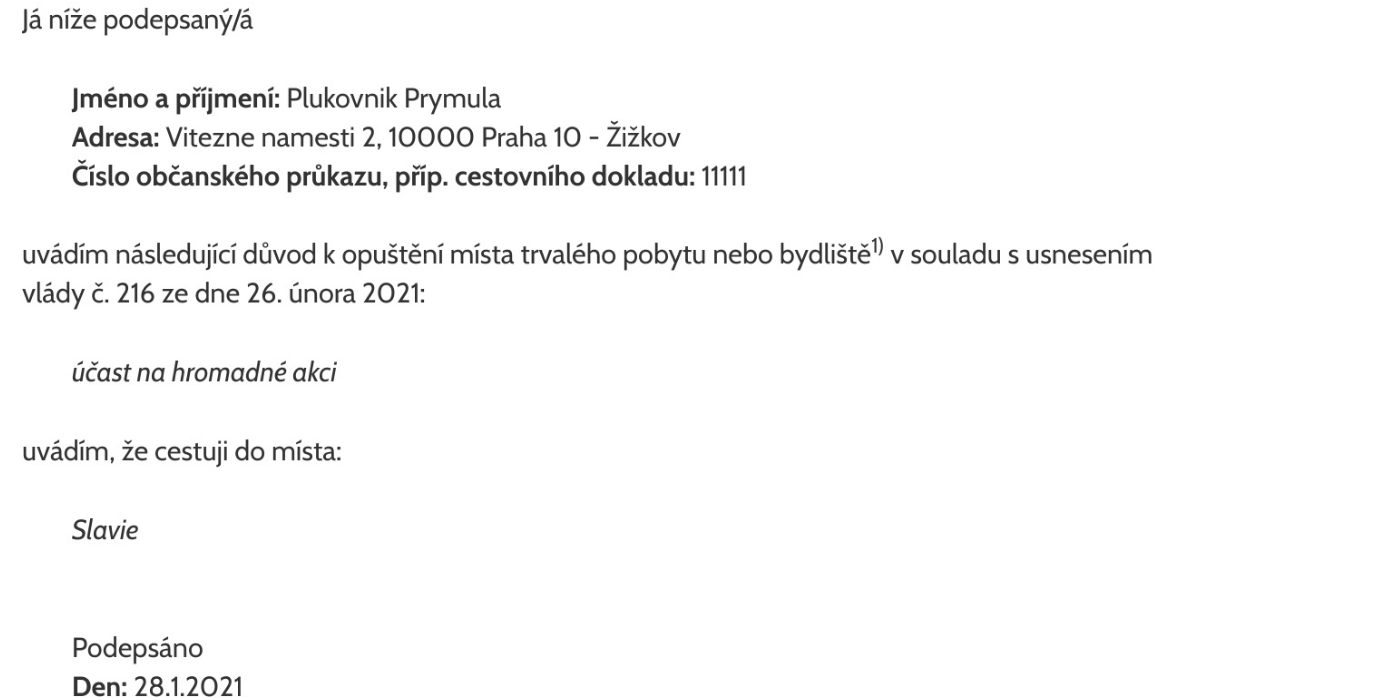 Já níže podepsaný/á
Jméno a příjmení: Plukovnik Prymula
Adresa: Vitezne namesti 2, 10000 Praha 10 - Žižkov
Číslo občanského průkazu, příp. cestovního dokladu: 11111
uvádím následující důvod k opuštění místa trvalého pobytu nebo bydliště1) v souladu s usnesením
vlády č. 216 ze dne 26. února 2021:
účast na hromadné akci
uvádím, že cestuji do místa:
Slavie
Podepsáno
Den: 28.1.2021